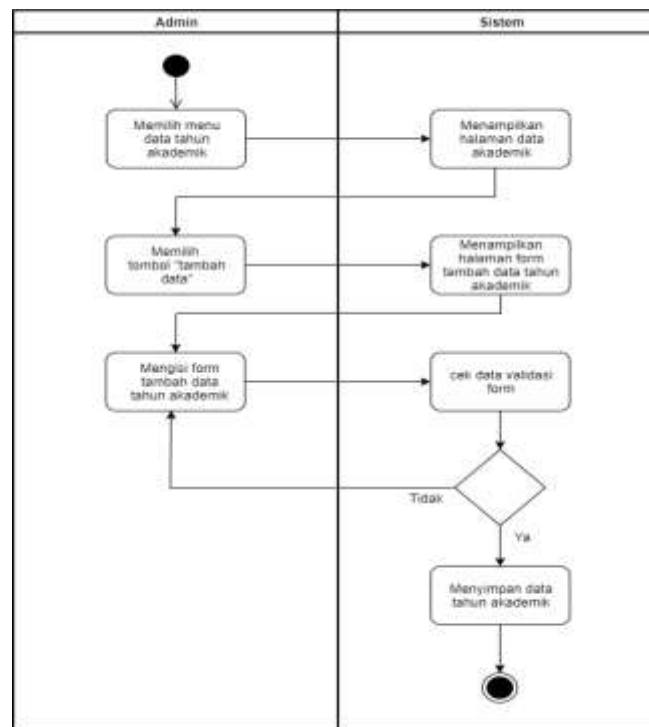 Admin
Sistem
Memilih menu
data tahun
akademik
Menampilkan
halaman data
akademik
Memilih
tombol "tambah
data"
Menampilkan
halaman form
tambah data tahun
akademik
Mengisi form
tambah data
tahun akademik
cek data validasi
form
Tidak
Ya
Menyimpan data
tahun akademik